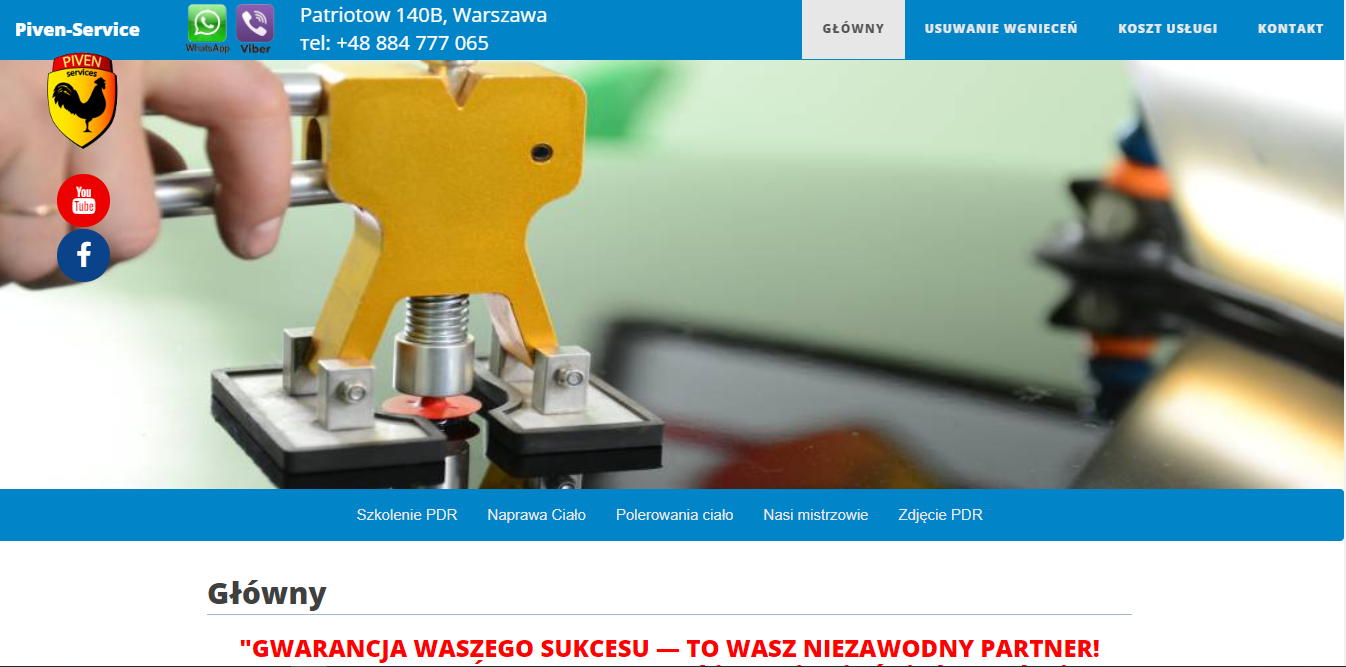 Piven-Service
WhatsApp
Viber
Patriotow 140B, Warszawa
тel: +48 884 777 065
GŁÓWNY
USUWANIE WGNIECEŃ
KOSZT USŁUGI
KONTAKT
PIVEN
services
You
Tube
f
Szkolenie PDR
Naprawa Ciało
Polerowania ciało
Nasi mistrzowie
Zdjęcie PDR
Główny
"GWARANCJA WASZEGO SUKCESU — TO WASZ NIEZAWODNY PARTNER!